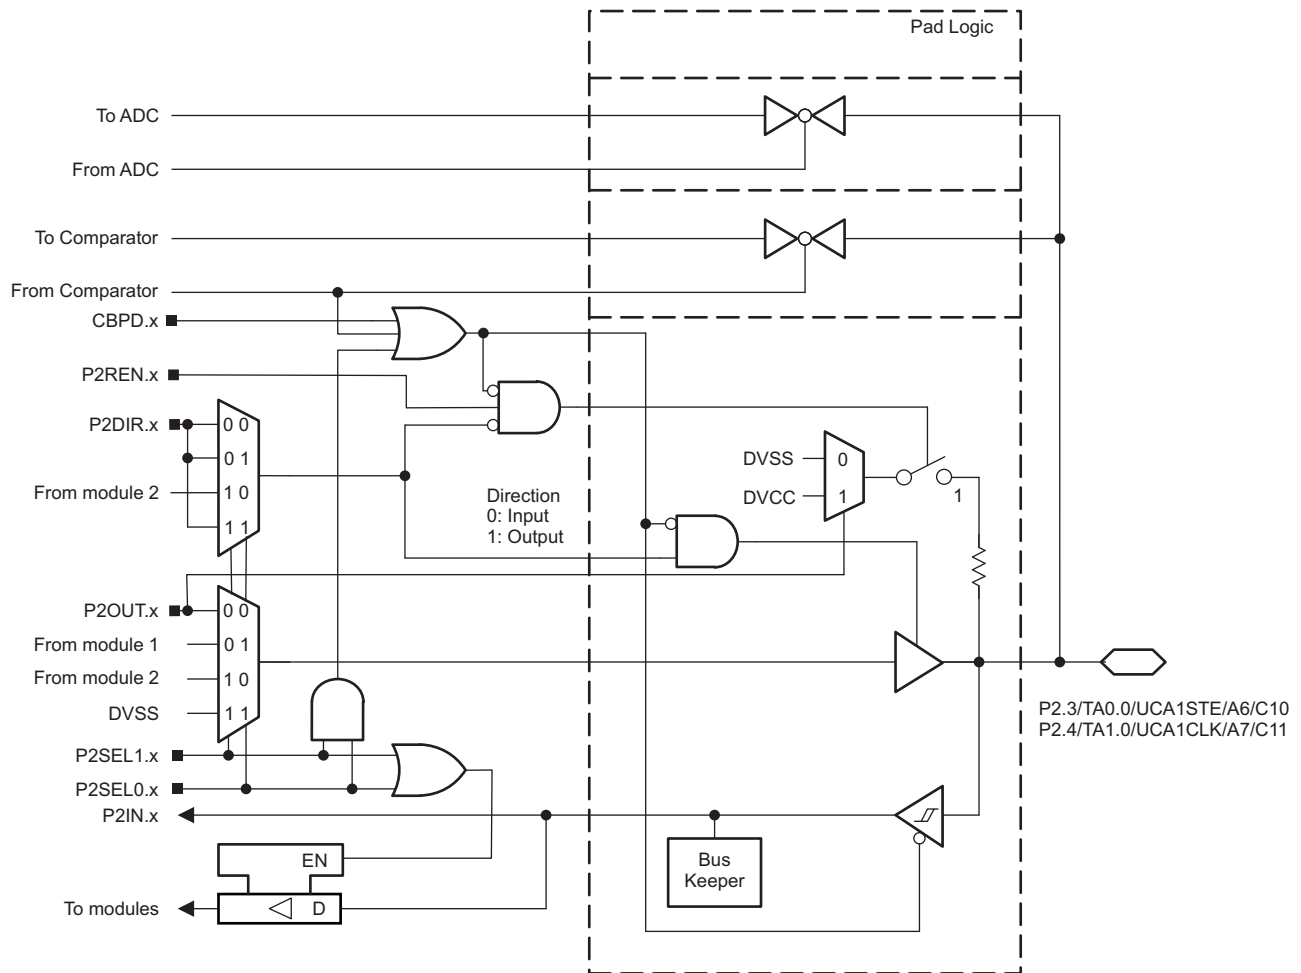 Pad Logic
To ADC
From ADC
To Comparator
From Comparator
CBPD.x
P2REN.x
P2DIR.x
0 0
0 1
From module 2
1 0
1 1
Direction
0: Input
1: Output
DVSS
0
DVCC
1
1
P2OUT.x
0 0
From module 1
0 1
From module 2
1 0
DVSS
1 1
P2.3/TA0.0/UCA1STE/A6/C10
P2.4/TA1.0/UCA1CLK/A7/C11
P2SEL1.x
P2SEL0.x
P2IN.x
Bus
Keeper
EN
To modules
D